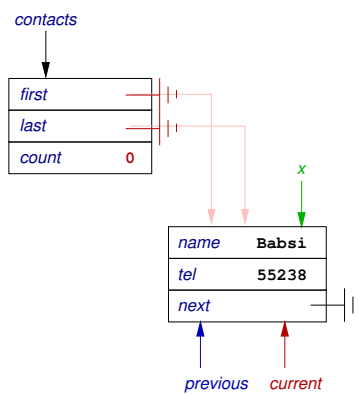 contacts
first
last
count 0
x
name Babsi
tel 55238
next
previous current